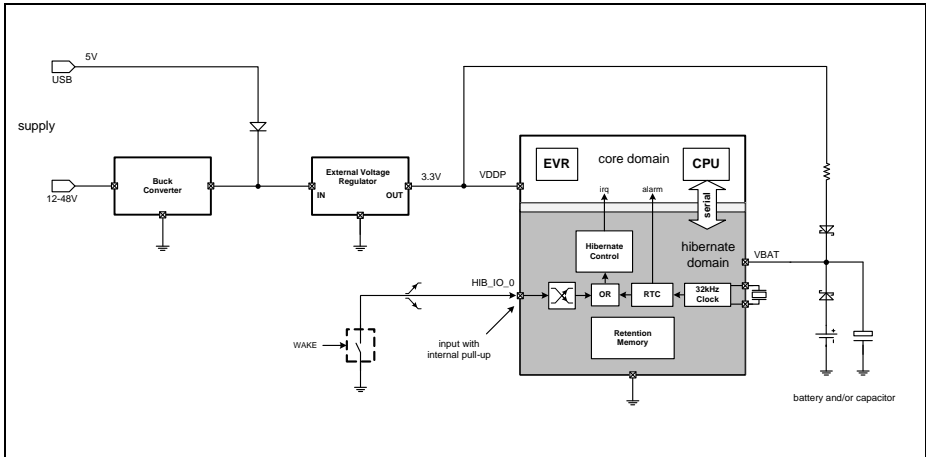 5V
USB
supply
12-48V
Buck
Converter
External Voltage
Regulator
IN
OUT
3.3V
VDDP
EVR
core domain
CPU
irq
alarm
serial
Hibernate
Control
hibernate
domain
VBAT
HIB_IO_0
OR
RTC
32kHz
Clock
WAKE
input with
internal pull-up
Retention
Memory
+
-
battery and/or capacitor